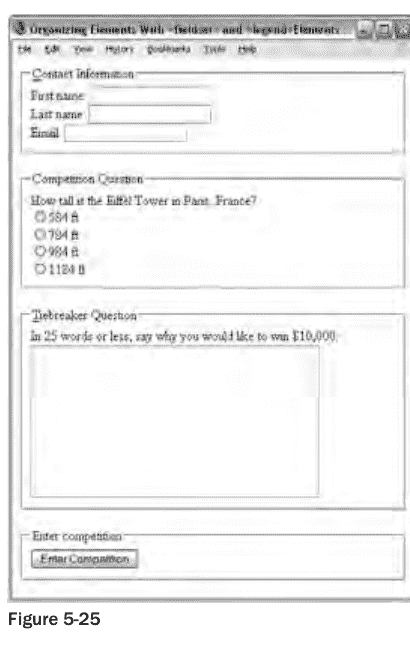 Organizing Elements With <fieldset> and <legend> Elements
File Edit View History Bookmarks Tools Help
Contact Information
First name
Last name
Email
Competition Question
How tall is the Eiffel Tower in Paris, France?
584 ft
784 ft
984 ft
1184 ft
Tiebreaker Question
In 25 words or less, say why you would like to win $10,000:
Enter competition
Enter Competition
Figure 5-25